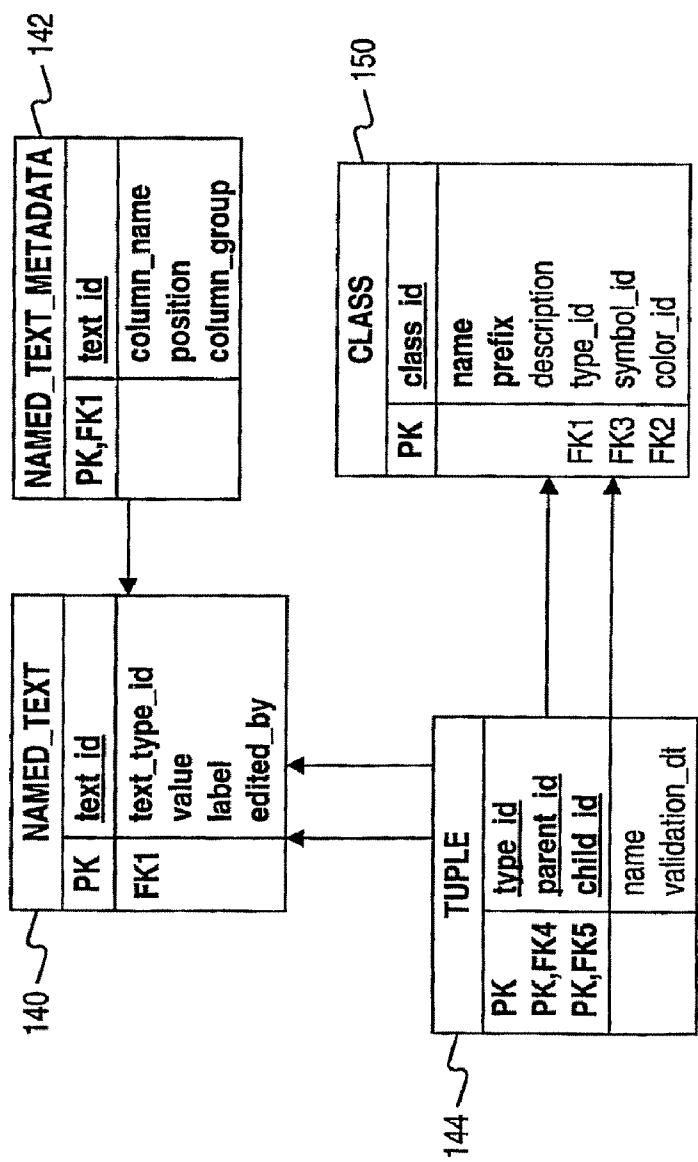 140
NAMED_TEXT
PK text_id
FK1 text_type_id
value
label
edited_by
NAMED_TEXT_METADATA
142
PK,FK1 text_id
column_name
position
column_group
144
TUPLE
PK type_id
PK,FK4 parent_id
PK,FK5 child_id
name
validation_dt
CLASS
150
PK class_id
name
prefix
description
FK1 type_id
FK3 symbol_id
FK2 color_id